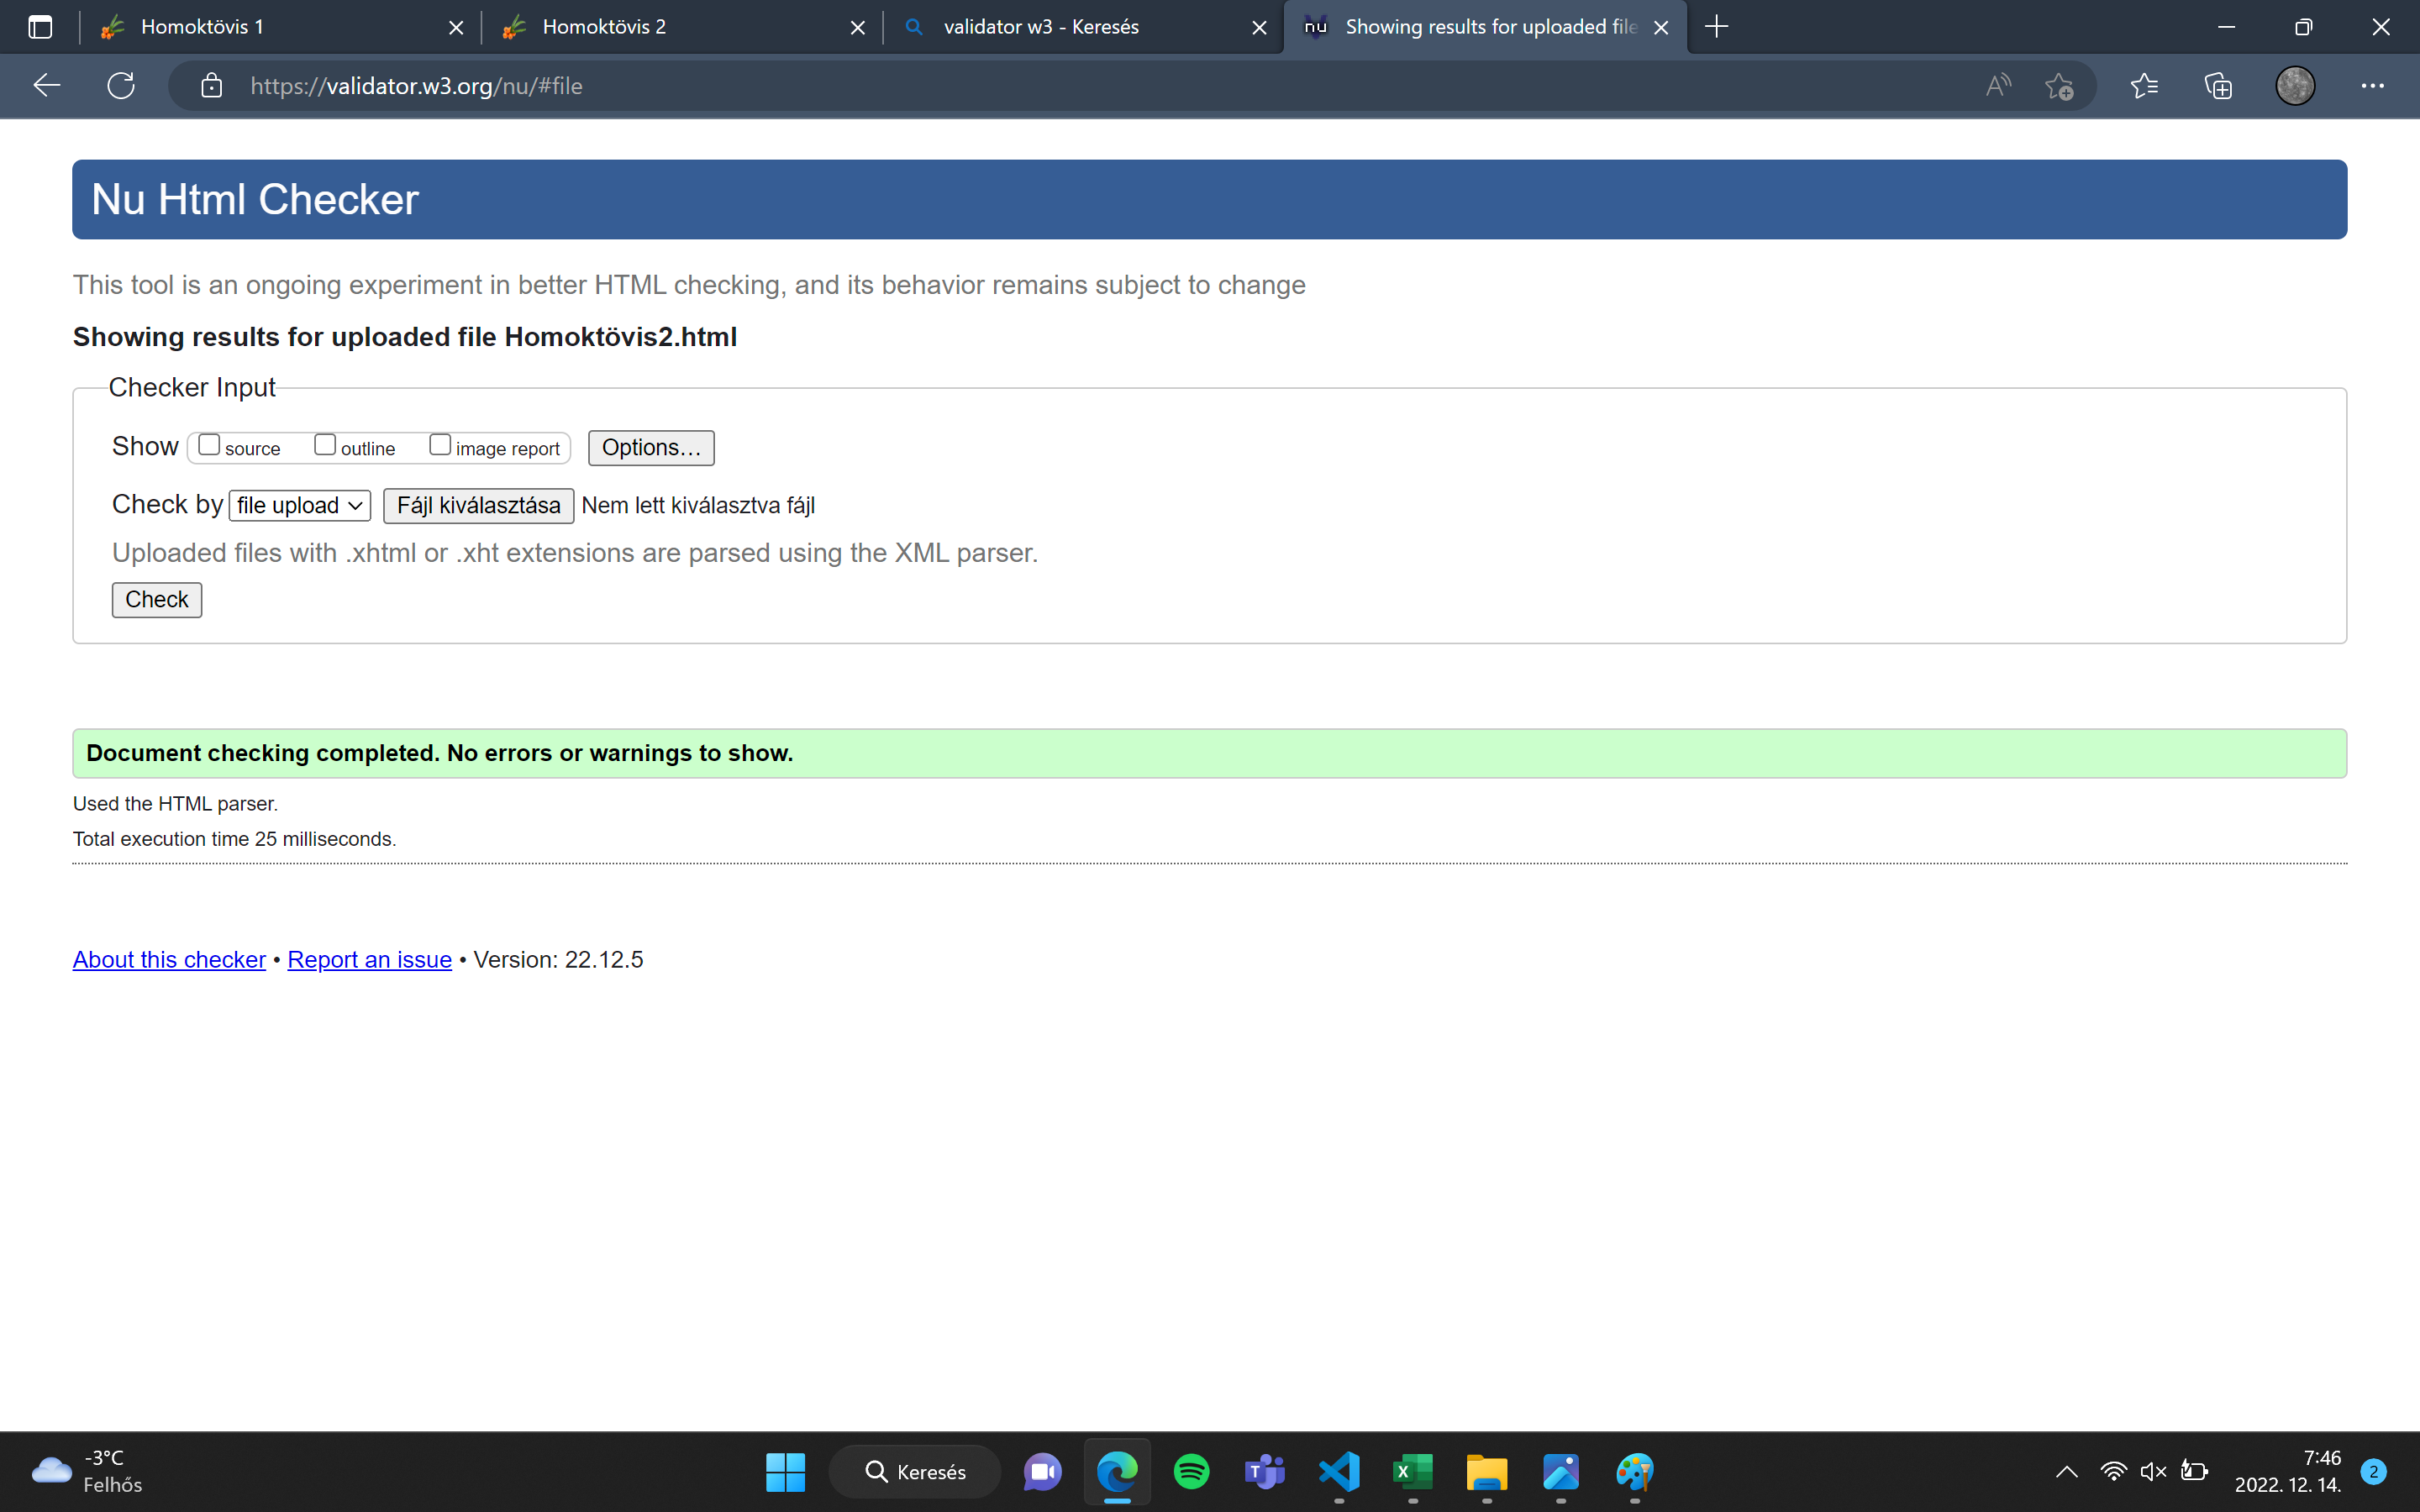 Homoktövis 1
Homoktövis 2
validator w3 - Keresés
nu Showing results for uploaded file
https://validator.w3.org/nu/#file
Nu Html Checker
This tool is an ongoing experiment in better HTML checking, and its behavior remains subject to change
Showing results for uploaded file Homoktövis2.html
Checker Input
Show source outline image report Options...
Check by file upload Fájl kiválasztása Nem lett kiválasztva fájl
Uploaded files with .xhtml or .xht extensions are parsed using the XML parser.
Check
Document checking completed. No errors or warnings to show.
Used the HTML parser.
Total execution time 25 milliseconds.
About this checker • Report an issue • Version: 22.12.5
-3°C
Felhős
Keresés
7:46
2022. 12. 14.
2